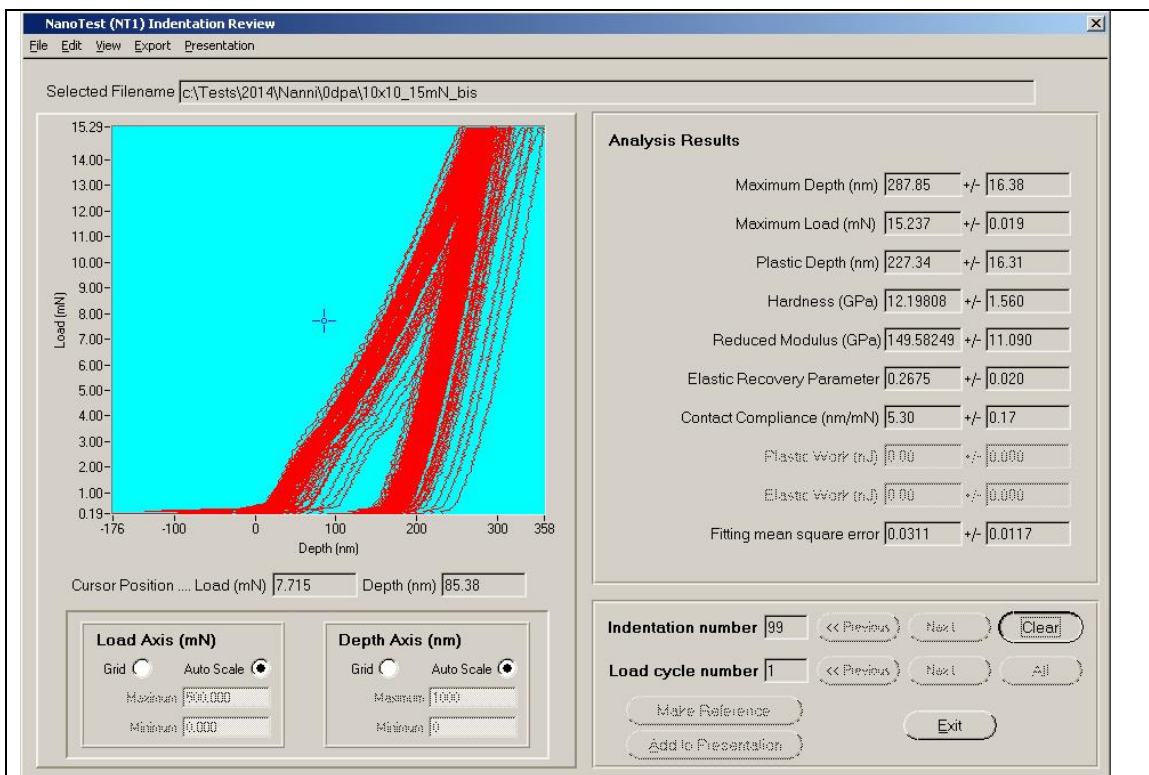 NanoTest (NT1) Indentation Review
File Edit View Export Presentation
Selected Filename c:\Tests\2014\Nanni\0dpa\10x10_15mN_bis
15.29
14.00
13.00
12.00
11.00
10.00
9.00
8.00
7.00
6.00
5.00
4.00
3.00
2.00
1.00
0.19
Load (mN)
-176 -100 0 100 200 300 358
Depth (nm)
Cursor Position .... Load (mN) 7.715 Depth (nm) 85.38
Load Axis (mN)
Grid Auto Scale
Maximum 500.000
Minimum 0.000
Depth Axis (nm)
Grid Auto Scale
Maximum 1000
Minimum 0
Analysis Results
Maximum Depth (nm) 287.85 +/- 16.38
Maximum Load (mN) 15.237 +/- 0.019
Plastic Depth (nm) 227.34 +/- 16.31
Hardness (GPa) 12.19808 +/- 1.560
Reduced Modulus (GPa) 149.58249 +/- 11.090
Elastic Recovery Parameter 0.2675 +/- 0.020
Contact Compliance (nm/mN) 5.30 +/- 0.17
Plastic Work (nJ) 0.00 +/- 0.000
Elastic Work (nJ) 0.00 +/- 0.000
Fitting mean square error 0.0311 +/- 0.0117
Indentation number 99 << Previous Next Clear
Load cycle number 1 << Previous Next All
Make Reference
Add to Presentation
Exit